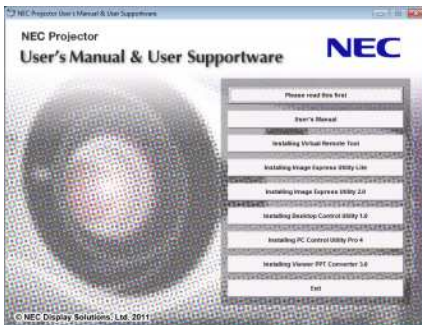 NEC Projector User's Manual & User Supportware
NEC Projector
User's Manual & User Supportware
NEC
Please read this first
User's Manual
Installing Virtual Remote Tool
Installing Image Express Utility Lite
Installing Image Express Utility 2.0
Installing Desktop Control Utility 1.0
Installing PC Control Utility Pro 4
Installing Viewer PPT Converter 3.0
Exit
© NEC Display Solutions, Ltd. 2011